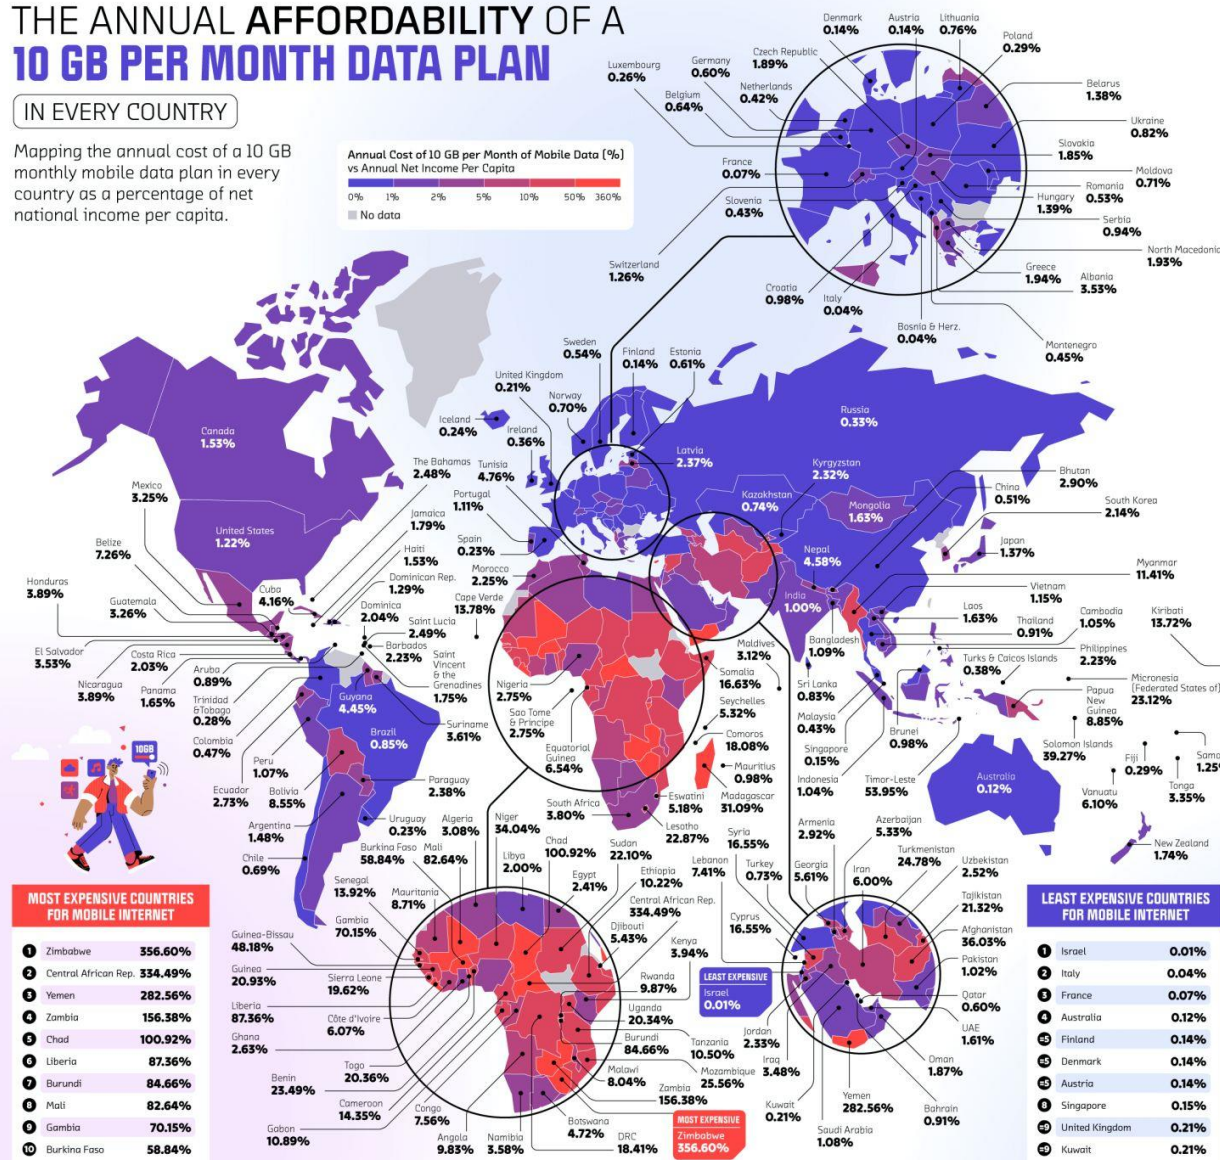 THE ANNUAL AFFORDABILITY OF A
10 GB PER MONTH DATA PLAN
IN EVERY COUNTRY
Mapping the annual cost of a 10 GB
monthly mobile data plan in every
country as a percentage of net
national income per capita.
Annual Cost of 10 GB per Month of Mobile Data (%)
vs Annual Net Income Per Capita
0% 1% 2% 5% 10% 50% 360%
No data
Denmark
0.14%
Austria
0.14%
Lithuania
0.76%
Poland
0.29%
Czech Republic
1.89%
Luxembourg
0.26%
Germany
0.60%
Netherlands
0.42%
Belgium
0.64%
Belarus
1.38%
Ukraine
0.82%
Slovakia
1.85%
France
0.07%
Moldova
0.71%
Romania
0.53%
Slovenia
0.43%
Hungary
1.39%
Serbia
0.94%
North Macedonia
1.93%
Switzerland
1.26%
Greece
1.94%
Albania
3.53%
Croatia
0.98%
Italy
0.04%
Bosnia & Herz.
0.04%
Montenegro
0.45%
Sweden
0.54%
Finland
0.14%
Estonia
0.61%
United Kingdom
0.21%
Norway
0.70%
Iceland
0.24%
Ireland
0.36%
Russia
0.33%
Canada
1.53%
Latvia
2.37%
The Bahamas
2.48%
Tunisia
4.76%
Kyrgyzstan
2.32%
Bhutan
2.90%
China
0.51%
Mexico
3.25%
Portugal
1.11%
Kazakhstan
0.74%
Mongolia
1.63%
South Korea
2.14%
Jamaica
1.79%
United States
1.22%
Spain
0.23%
Japan
1.37%
Belize
7.26%
Haiti
1.53%
Nepal
4.58%
Morocco
2.25%
Myanmar
11.41%
Honduras
3.89%
Dominican Rep.
1.29%
Cuba
4.16%
Cape Verde
13.78%
India
1.00%
Vietnam
1.15%
Guatemala
3.26%
Dominica
2.04%
Laos
1.63%
Cambodia
1.05%
Kiribati
13.72%
Saint Lucia
2.49%
Thailand
0.91%
Bangladesh
1.09%
Maldives
3.12%
Barbados
2.23%
Philippines
2.23%
El Salvador
3.53%
Costa Rica
2.03%
Aruba
0.89%
Saint
Vincent
& the
Grenadines
1.75%
Turks & Caicos Islands
0.38%
Somalia
16.63%
Nicaragua
3.89%
Panama
1.65%
Nigeria
2.75%
Sri Lanka
0.83%
Micronesia
(Federated States of)
23.12%
Guyana
4.45%
Trinidad
&Tobago
0.28%
Seychelles
5.32%
Papua
New
Guinea
8.85%
Sao Tome
& Principe
2.75%
Malaysia
0.43%
Brunei
0.98%
Suriname
3.61%
Brazil
0.85%
Comoros
18.08%
Colombia
0.47%
Equatorial
Guinea
6.54%
Singapore
0.15%
Solomon Islands
39.27%
Fiji
0.29%
Samoa
1.25%
Peru
1.07%
Mauritius
0.98%
Indonesia
1.04%
Timor-Leste
53.95%
Australia
0.12%
Vanuatu
6.10%
Tonga
3.35%
Ecuador
2.73%
Bolivia
8.55%
Paraguay
2.38%
Madagascar
31.09%
South Africa
3.80%
Eswatini
5.18%
Lesotho
22.87%
Argentina
1.48%
Uruguay
0.23%
Algeria
3.08%
Niger
34.04%
New Zealand
1.74%
Chile
0.69%
Burkina Faso
58.84%
Mali
82.64%
Libya
2.00%
Chad
100.92%
Sudan
22.10%
Egypt
2.41%
Ethiopia
10.22%
Syria
16.55%
Lebanon
7.41%
Turkey
0.73%
Armenia
2.92%
Georgia
5.61%
Azerbaijan
5.33%
Iran
6.00%
Turkmenistan
24.78%
Uzbekistan
2.52%
Senegal
13.92%
Mauritania
8.71%
Central African Rep.
334.49%
Tajikistan
21.32%
Gambia
70.15%
Djibouti
5.43%
Cyprus
16.55%
Afghanistan
36.03%
Guinea-Bissau
48.18%
Kenya
3.94%
Pakistan
1.02%
Guinea
20.93%
Sierra Leone
19.62%
Rwanda
9.87%
LEAST EXPENSIVE
Israel
0.01%
Qatar
0.60%
Liberia
87.36%
Côte d'Ivoire
6.07%
Uganda
20.34%
UAE
1.61%
Ghana
2.63%
Burundi
84.66%
Jordan
2.33%
Togo
20.36%
Tanzania
10.50%
Iraq
3.48%
Oman
1.87%
Benin
23.49%
Malawi
8.04%
Mozambique
25.56%
Cameroon
14.35%
Zambia
156.38%
Kuwait
0.21%
Yemen
282.56%
Bahrain
0.91%
Congo
7.56%
Gabon
10.89%
Angola
9.83%
Namibia
3.58%
Botswana
4.72%
DRC
18.41%
MOST EXPENSIVE
Zimbabwe
356.60%
Saudi Arabia
1.08%
10GB
MOST EXPENSIVE COUNTRIES
FOR MOBILE INTERNET
1 Zimbabwe 356.60%
2 Central African Rep. 334.49%
3 Yemen 282.56%
4 Zambia 156.38%
5 Chad 100.92%
6 Liberia 87.36%
7 Burundi 84.66%
8 Mali 82.64%
9 Gambia 70.15%
10 Burkina Faso 58.84%
LEAST EXPENSIVE COUNTRIES
FOR MOBILE INTERNET
1 Israel 0.01%
2 Italy 0.04%
3 France 0.07%
4 Australia 0.12%
=5 Finland 0.14%
=5 Denmark 0.14%
=5 Austria 0.14%
8 Singapore 0.15%
=9 United Kingdom 0.21%
=9 Kuwait 0.21%